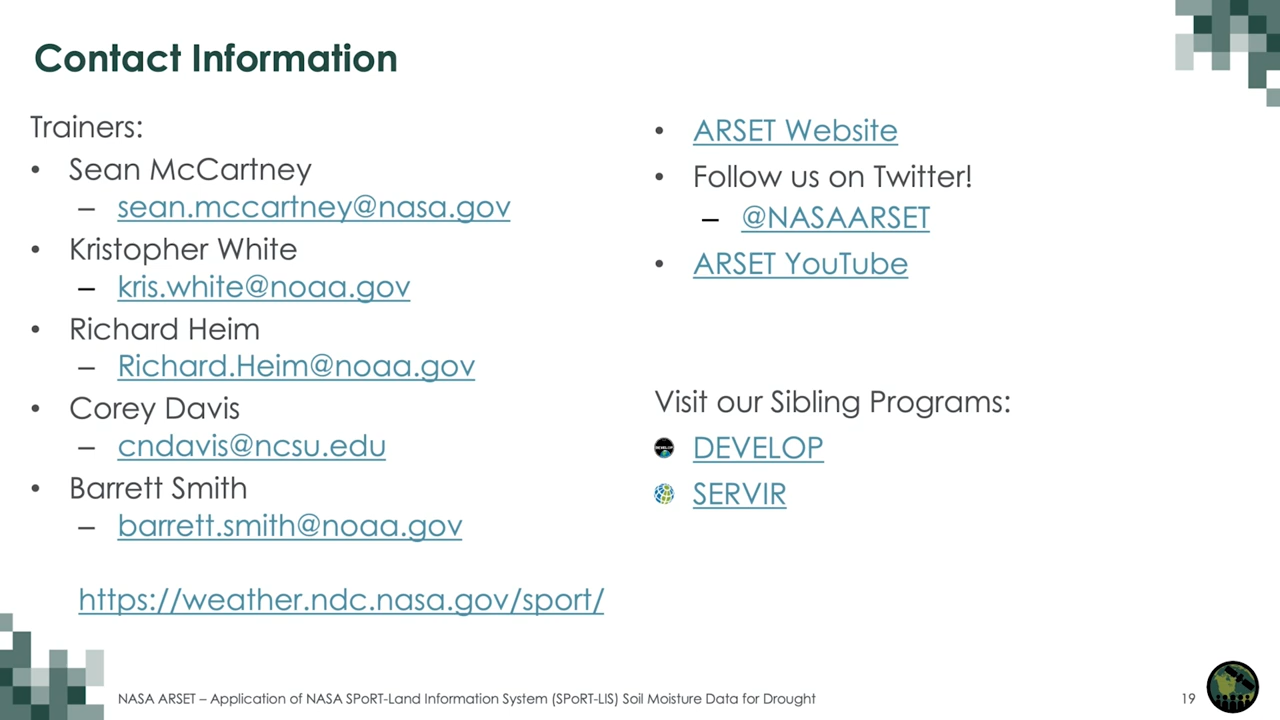 Contact Information
Trainers:
• Sean McCartney
– sean.mccartney@nasa.gov
• Kristopher White
– kris.white@noaa.gov
• Richard Heim
– Richard.Heim@noaa.gov
• Corey Davis
– cndavis@ncsu.edu
• Barrett Smith
– barrett.smith@noaa.gov
https://weather.ndc.nasa.gov/sport/
• ARSET Website
• Follow us on Twitter!
– @NASAARSET
• ARSET YouTube
Visit our Sibling Programs:
DEVELOP
SERVIR
NASA ARSET – Application of NASA SPoRT-Land Information System (SPoRT-LIS) Soil Moisture Data for Drought
19